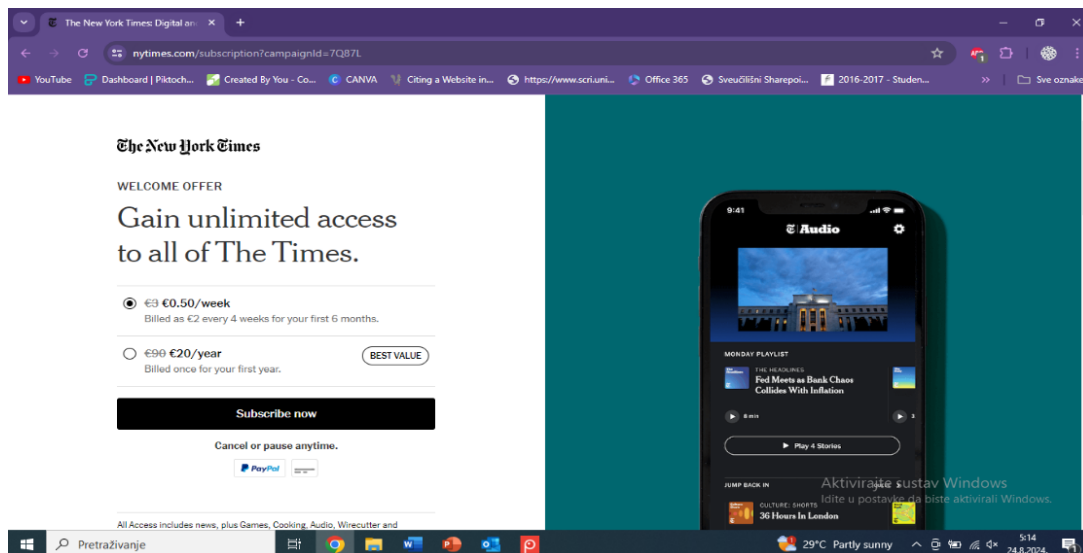 The New York Times: Digital an
nytimes.com/subscription?campaignId=7Q87L
1
YouTube Dashboard | Piktoch... Created By You - Co... CANVA Citing a Website in... https://www.scri.uni... Office 365 Sveučilišni Sharepoi... 2016-2017 - Studen... » Sve oznake
The New York Times
WELCOME OFFER
Gain unlimited access
to all of The Times.
€3 €0.50/week
Billed as €2 every 4 weeks for your first 6 months.
€90 €20/year
BEST VALUE
Billed once for your first year.
Subscribe now
Cancel or pause anytime.
PayPal
All Access includes news, plus Games, Cooking, Audio, Wirecutter and
9:41
T Audio
MONDAY PLAYLIST
THE HEADLINES
Fed Meets as Bank Chaos
Collides With Inflation
8 min
Play 4 Stories
JUMP BACK IN
CULTURE: SHORTS
36 Hours In London
Aktivirajte sustav Windows
Idite u postavke da biste aktivirali Windows.
Pretraživanje
29°C Partly sunny
5:14
24.8.2024.